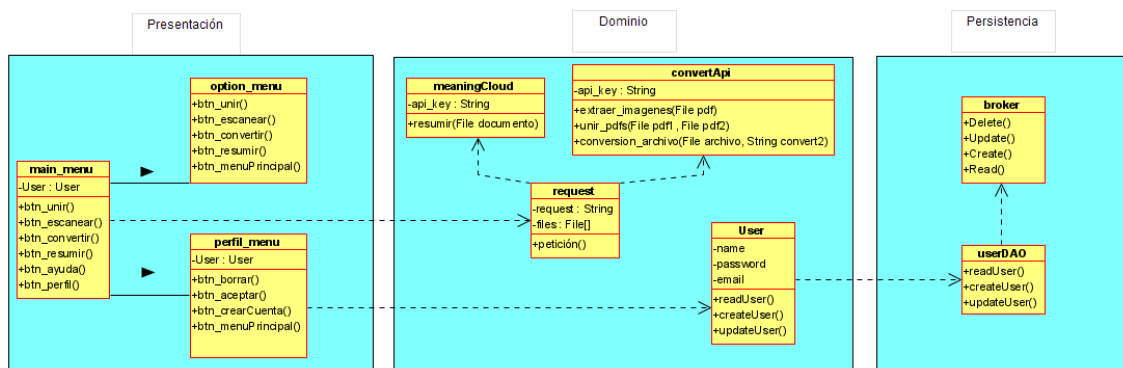 Presentación
Dominio
Persistencia
option_menu
+btn_unir()
+btn_escanear()
+btn_convertir()
+btn_resumir()
+btn_menuPrincipal()
main_menu
-User : User
+btn_unir()
+btn_escanear()
+btn_convertir()
+btn_resumir()
+btn_ayuda()
+btn_perfil()
perfil_menu
-User : User
+btn_borrar()
+btn_aceptar()
+btn_crearCuenta()
+btn_menuPrincipal()
meaningCloud
-api_key : String
+resumir(File documento)
convertApi
-api_key : String
+extraer_imagenes(File pdf)
+unir_pdfs(File pdf1 , File pdf2)
+conversion_archivo(File archivo, String convert2)
request
-request : String
-files : File[]
+petición()
User
-name
-password
-email
+readUser()
+createUser()
+updateUser()
broker
+Delete()
+Update()
+Create()
+Read()
userDAO
+readUser()
+createUser()
+updateUser()